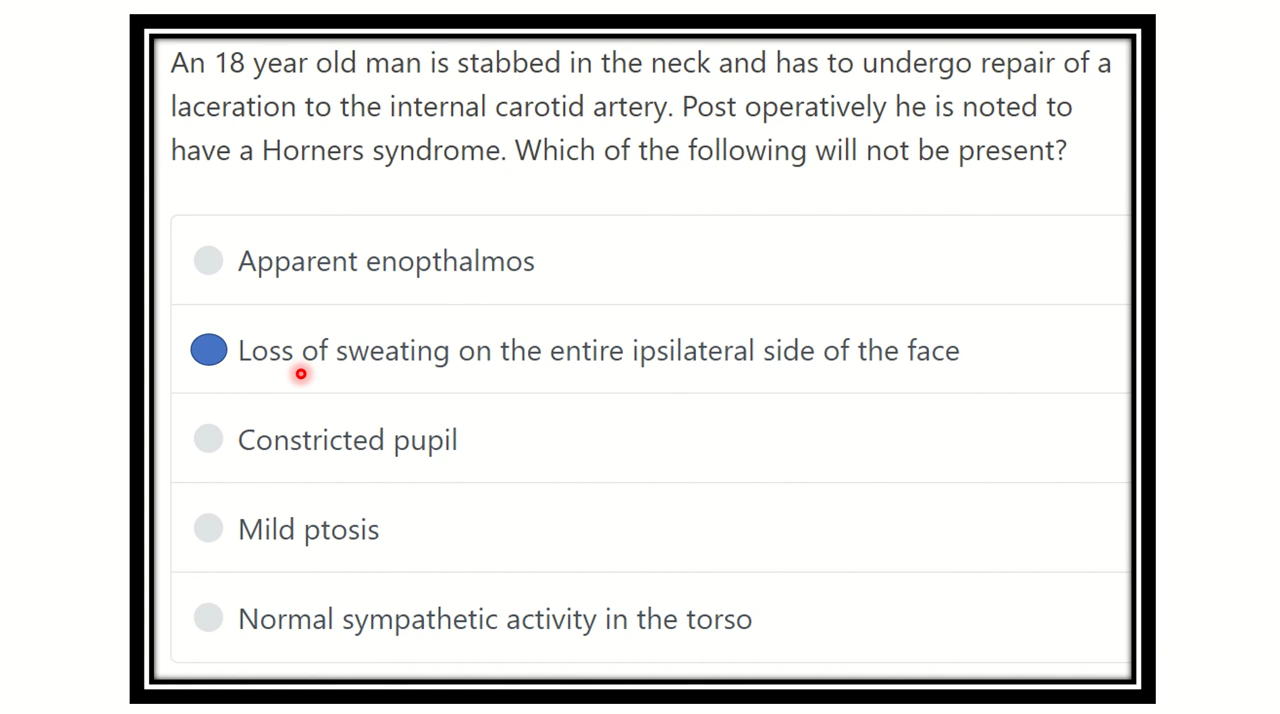 An 18 year old man is stabbed in the neck and has to undergo repair of a
laceration to the internal carotid artery. Post operatively he is noted to
have a Horners syndrome. Which of the following will not be present?
Apparent enopthalmos
Loss of sweating on the entire ipsilateral side of the face
Constricted pupil
Mild ptosis
Normal sympathetic activity in the torso